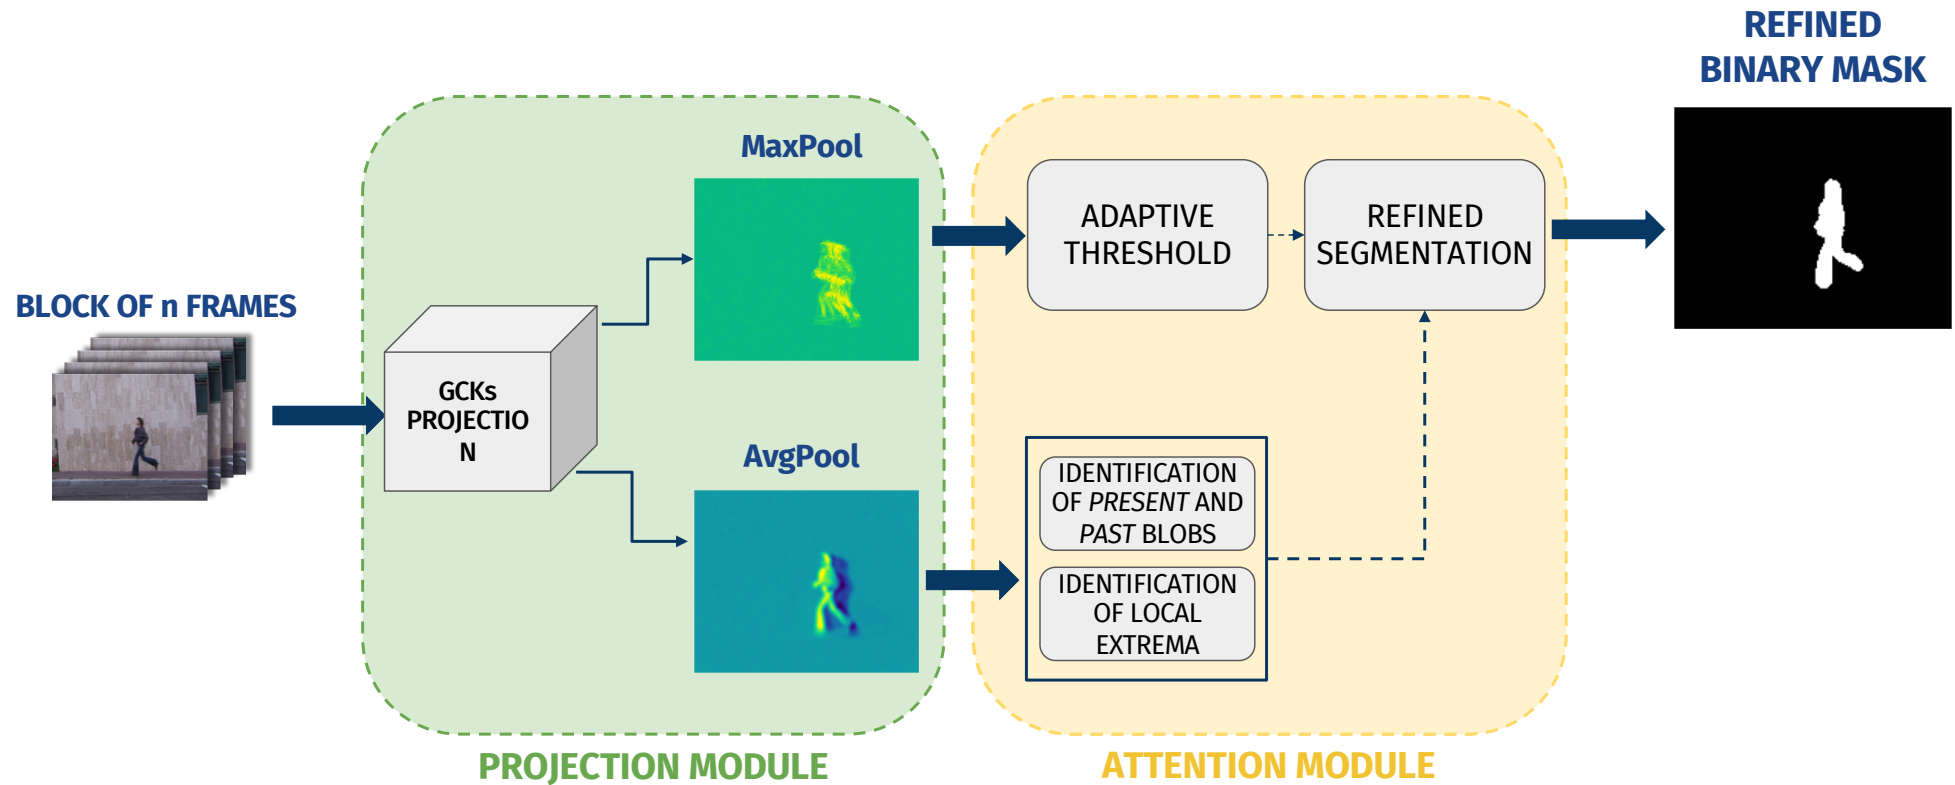 REFINED
BINARY MASK
MaxPool
ADAPTIVE
THRESHOLD
REFINED
SEGMENTATION
BLOCK OF n FRAMES
GCKs
PROJECTIO
N
AvgPool
IDENTIFICATION
OF PRESENT AND
PAST BLOBS
IDENTIFICATION
OF LOCAL
EXTREMA
PROJECTION MODULE
ATTENTION MODULE